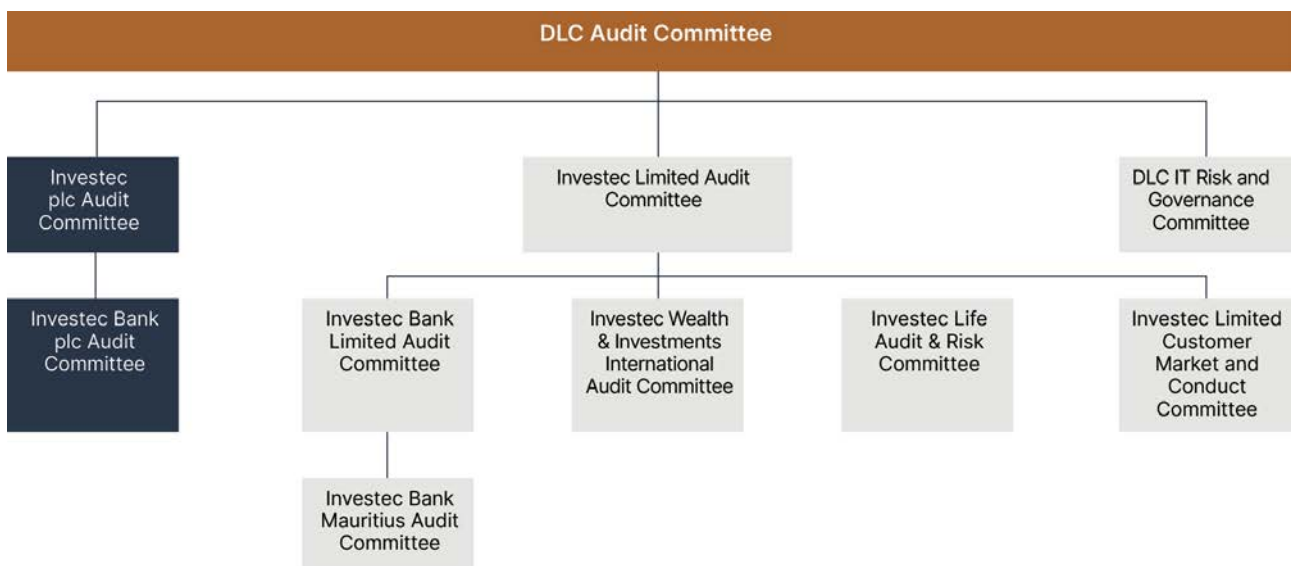 DLC Audit Committee
Investec
plc Audit
Committee
Investec Limited Audit
Committee
DLC IT Risk and
Governance
Committee
Investec Bank
plc Audit
Committee
Investec Bank
Limited Audit
Committee
Investec Wealth
& Investments
International
Audit Committee
Investec Life
Audit & Risk
Committee
Investec Limited
Customer
Market and
Conduct
Committee
Investec Bank
Mauritius Audit
Committee